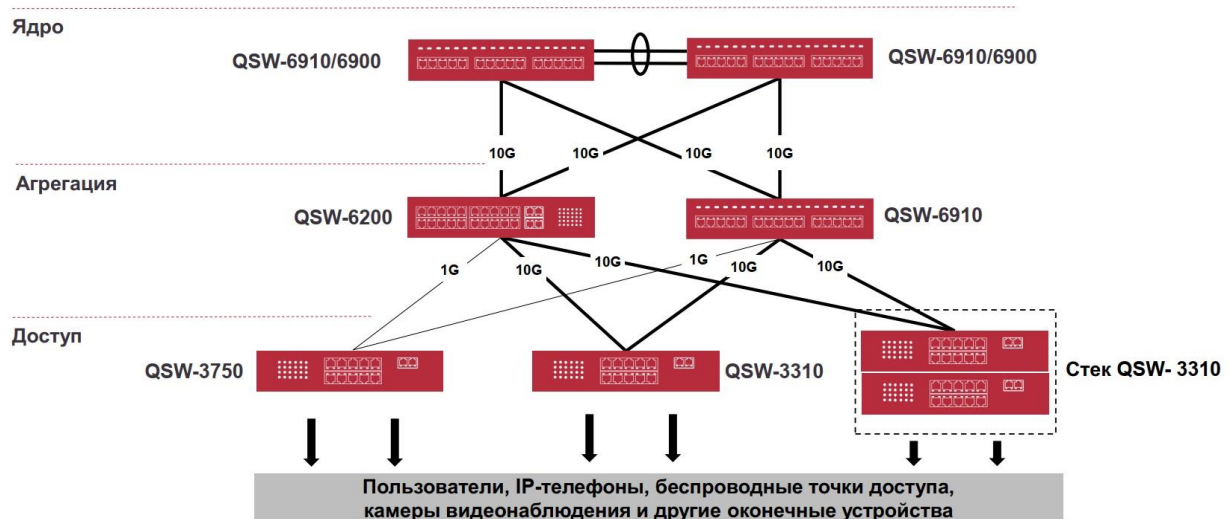 Ядро
QSW-6910/6900
QSW-6910/6900
10G
10G
10G
10G
Агрегация
QSW-6200
QSW-6910
1G
10G
10G
1G
10G
10G
Доступ
QSW-3750
QSW-3310
Стек QSW- 3310
Пользователи, IP-телефоны, беспроводные точки доступа,
камеры видеонаблюдения и другие оконечные устройства